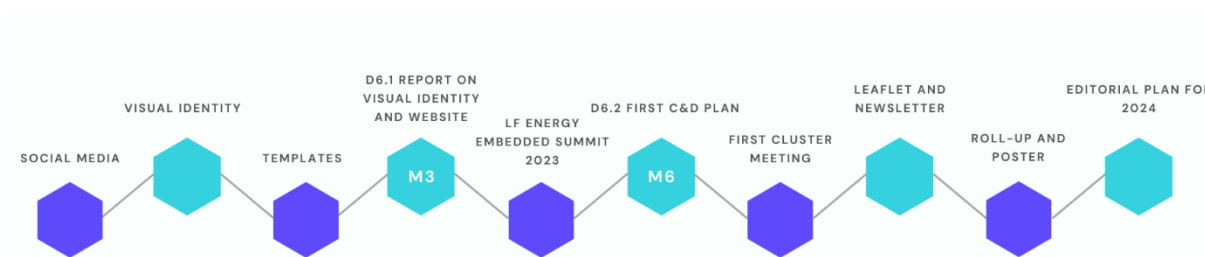 SOCIAL MEDIA
VISUAL IDENTITY
TEMPLATES
D6.1 REPORT ON
VISUAL IDENTITY
AND WEBSITE
M3
LF ENERGY
EMBEDDED SUMMIT
2023
D6.2 FIRST C&D PLAN
M6
FIRST CLUSTER
MEETING
LEAFLET AND
NEWSLETTER
ROLL-UP AND
POSTER
EDITORIAL PLAN FO
2024